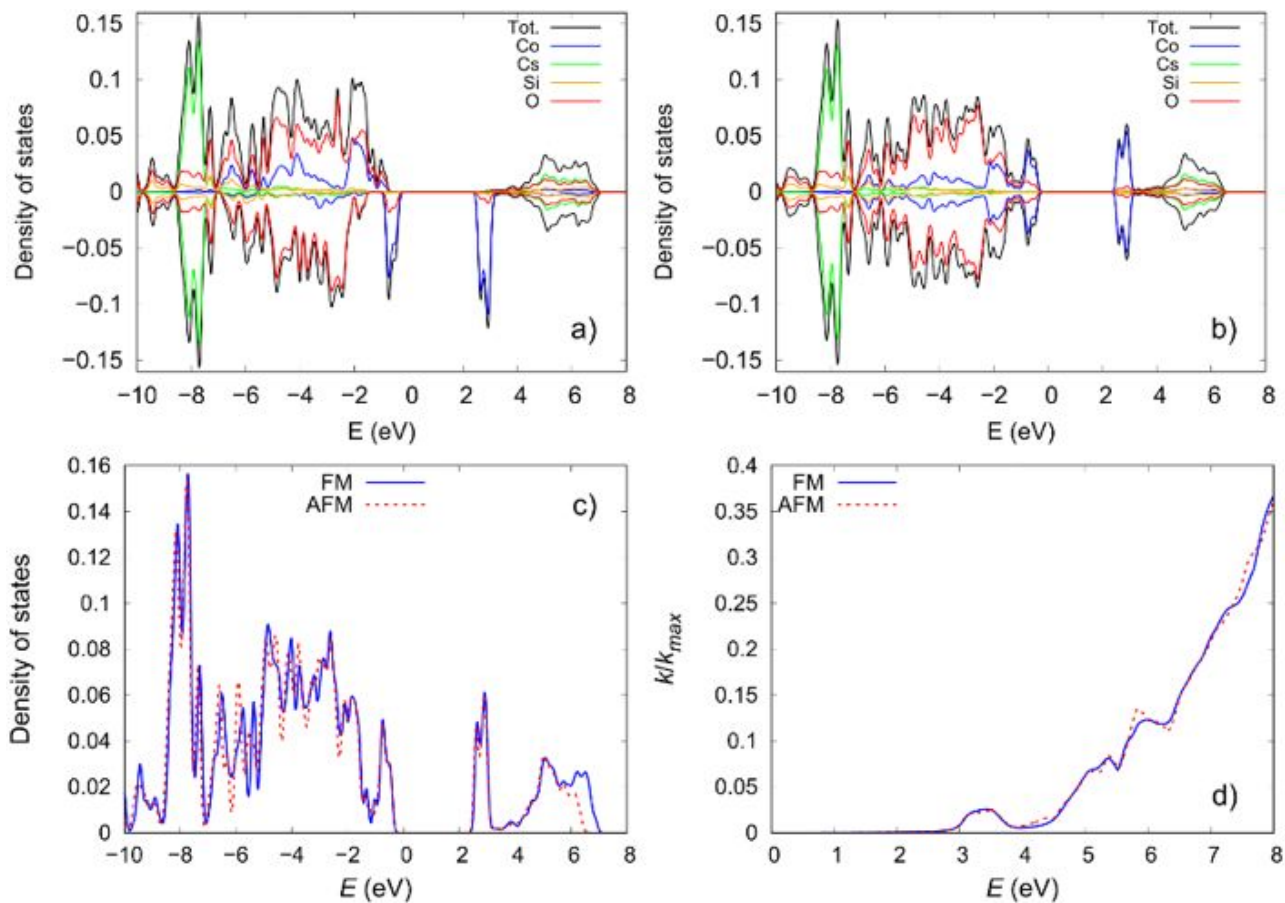 0.15
0.1
0.05
0
−0.05
−0.1
−0.15
Density of states
Tot.
Co
Cs
Si
O
a)
−10 −8 −6 −4 −2 0 2 4 6 8
E (eV)
0.15
0.1
0.05
0
−0.05
−0.1
−0.15
Density of states
Tot.
Co
Cs
Si
O
b)
−10 −8 −6 −4 −2 0 2 4 6 8
E (eV)
0.16
0.14
0.12
0.1
0.08
0.06
0.04
0.02
0
Density of states
FM
AFM
c)
−10 −8 −6 −4 −2 0 2 4 6 8
E (eV)
0.4
0.35
0.3
0.25
0.2
0.15
0.1
0.05
0
k/kmax
FM
AFM
d)
0 1 2 3 4 5 6 7 8
E (eV)